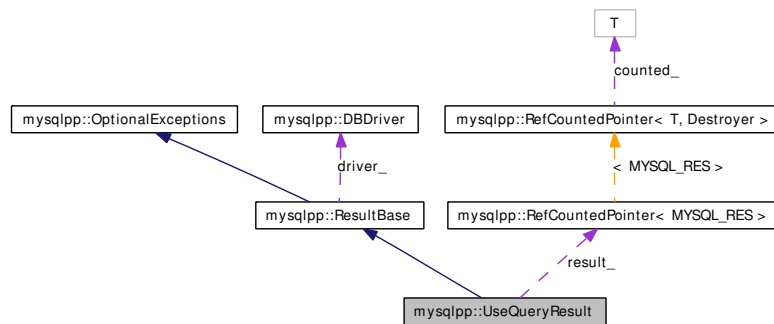 T
counted_
mysqlpp::OptionalExceptions
mysqlpp::DBDriver
mysqlpp::RefCountedPointer< T, Destroyer >
driver_
< MYSQL_RES >
mysqlpp::ResultBase
mysqlpp::RefCountedPointer< MYSQL_RES >
result_
mysqlpp::UseQueryResult